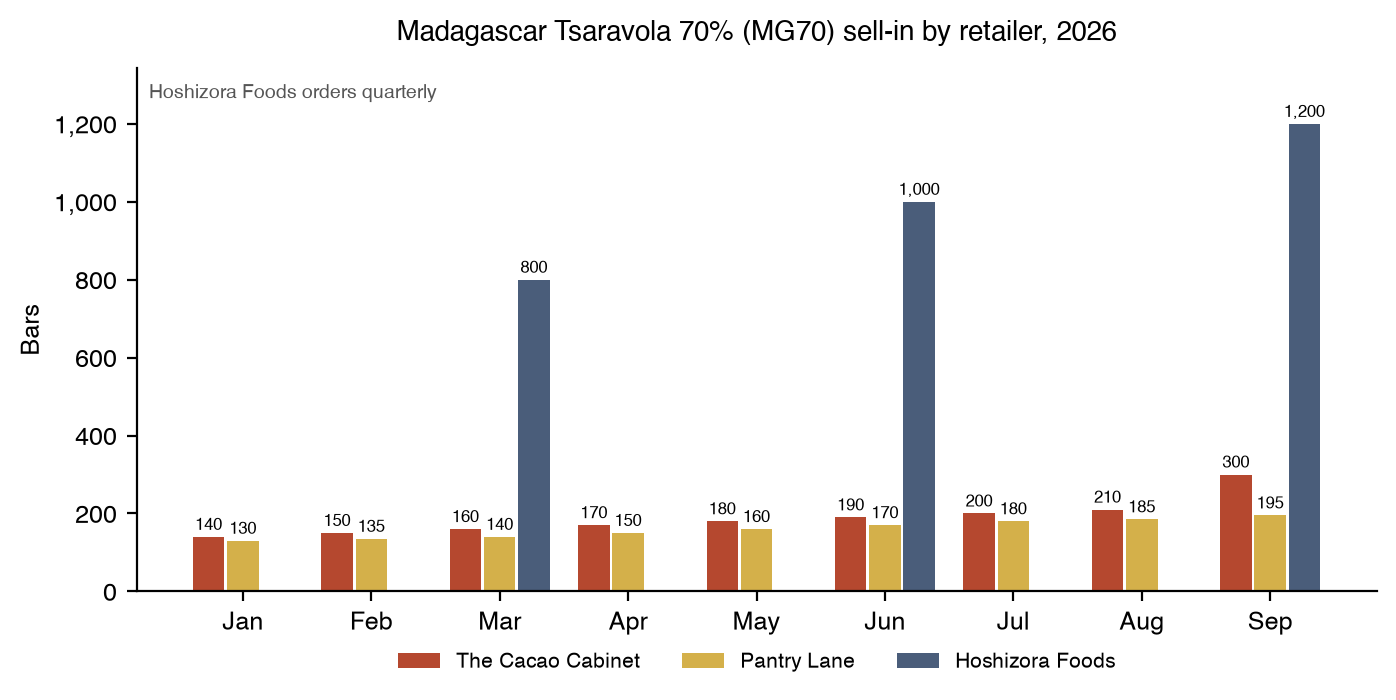 Madagascar Tsaravola 70% (MG70) sell-in by retailer, 2026
Hoshizora Foods orders quarterly
Bars
1,200
1,000
800
600
400
200
0
140 130
150 135
160 140 800
170 150
180 160
190 170 1,000
200 180
210 185
300 195 1,200
Jan Feb Mar Apr May Jun Jul Aug Sep
The Cacao Cabinet Pantry Lane Hoshizora Foods